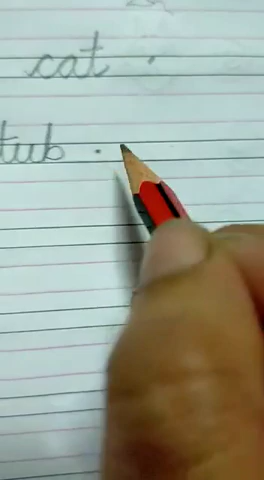 cat .
tub .